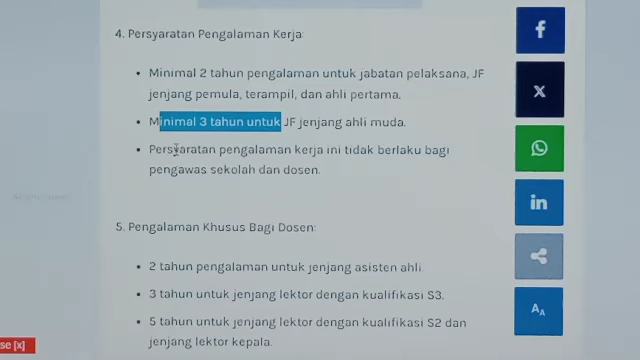 4. Persyaratan Pengalaman Kerja:
Minimal 2 tahun pengalaman untuk jabatan pelaksana, JF
jenjang pemula, terampil, dan ahli pertama.
Minimal 3 tahun untuk JF jenjang ahli muda.
Persyaratan pengalaman kerja ini tidak berlaku bagi
pengawas sekolah dan dosen.
5. Pengalaman Khusus Bagi Dosen:
2 tahun pengalaman untuk jenjang asisten ahli.
3 tahun untuk jenjang lektor dengan kualifikasi S3.
5 tahun untuk jenjang lektor dengan kualifikasi S2 dan
jenjang lektor kepala.
f
X
in
AA
se [x]